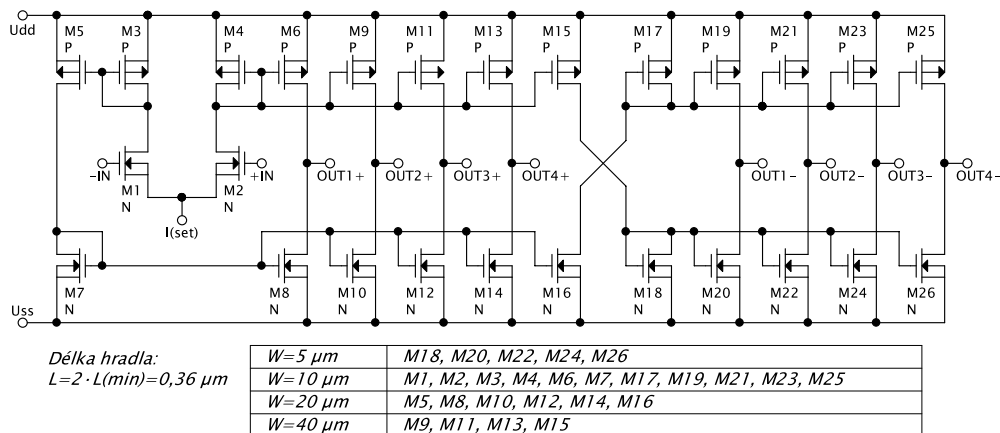 M5 M3 M4 M6 M9 M11 M13 M15 M17 M19 M21 M23 M25
Udd P P P P P P P P P P P P P
-IN +IN OUT1+ OUT2+ OUT3+ OUT4+ OUT1- OUT2- OUT3- OUT4-
M1 M2
N N
I(set)
M7 M8 M10 M12 M14 M16 M18 M20 M22 M24 M26
Uss N N N N N N N N N N N
Délka hradla:
L=2·L(min)=0,36 µm
W=5 µm M18, M20, M22, M24, M26
W=10 µm M1, M2, M3, M4, M6, M7, M17, M19, M21, M23, M25
W=20 µm M5, M8, M10, M12, M14, M16
W=40 µm M9, M11, M13, M15